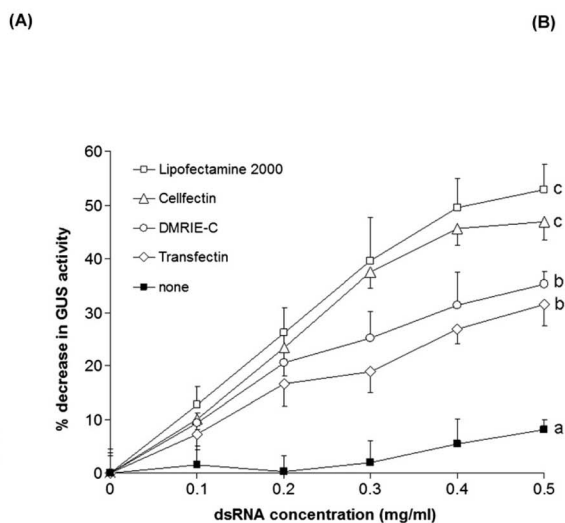 (A)
(B)
60
50
40
30
20
10
0
% decrease in GUS activity
Lipofectamine 2000
Cellfectin
DMRIE-C
Transfectin
none
c
c
b
b
a
0
0.1
0.2
0.3
0.4
0.5
dsRNA concentration (mg/ml)